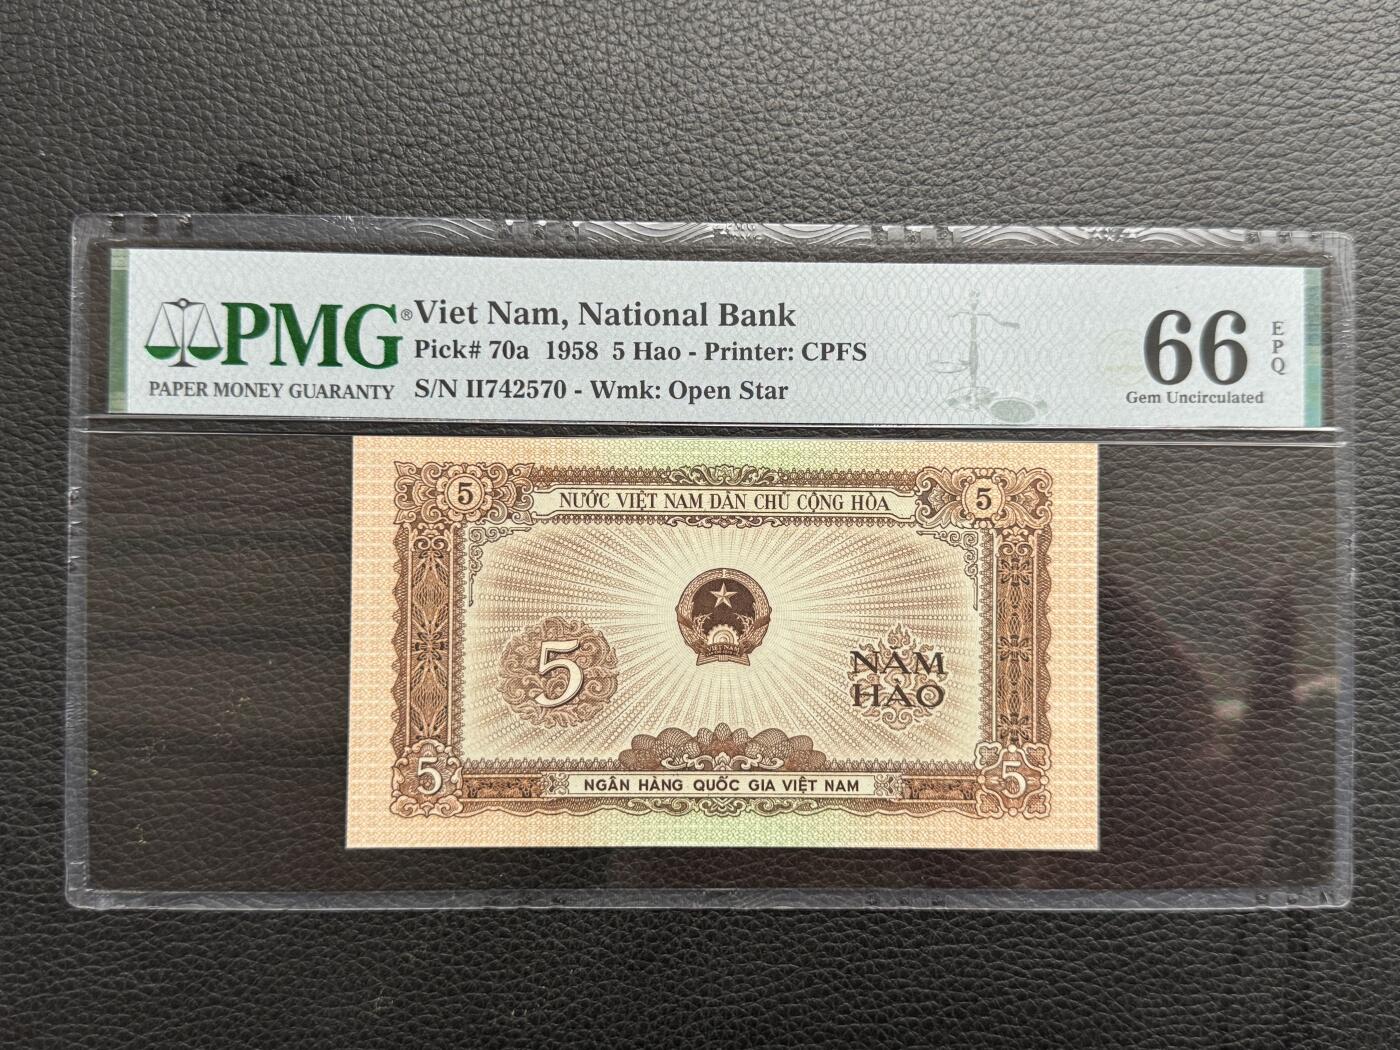 PMG®
PAPER MONEY GUARANTY
Viet Nam, National Bank
Pick# 70a 1958 5 Hao - Printer: CPFS
S/N II742570 - Wmk: Open Star
66
EPQ
Gem Uncirculated
5
NƯỚC VIỆT NAM DÂN CHỦ CỘNG HÒA
5
VIỆT NAM
5
NĂM
HÀO
5
NGÂN HÀNG QUỐC GIA VIỆT NAM
5